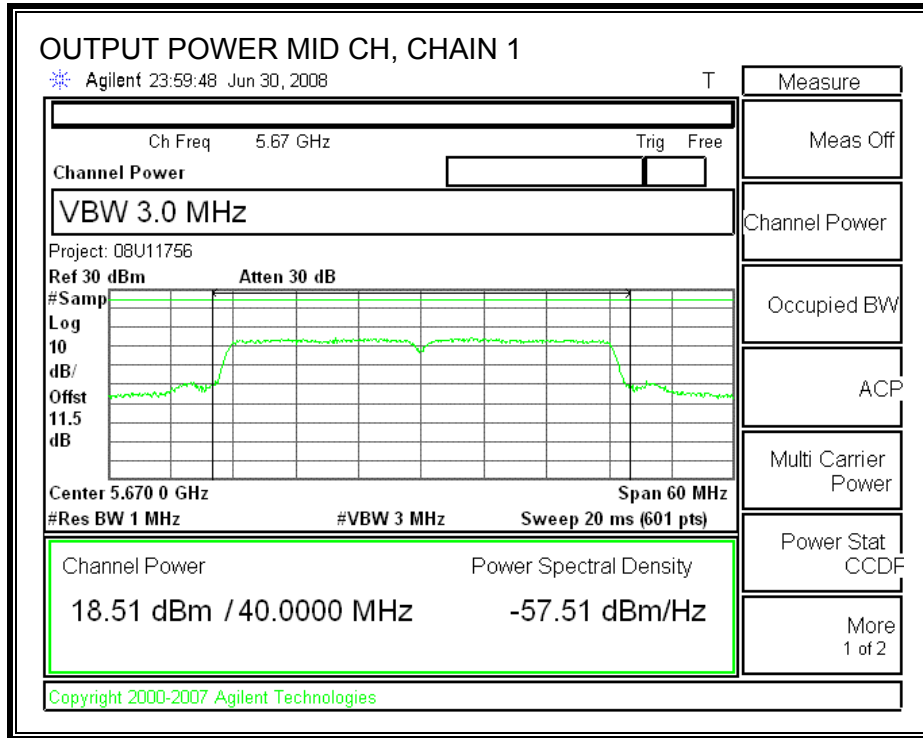 OUTPUT POWER MID CH, CHAIN 1
Agilent 23:59:48 Jun 30, 2008 T
Measure
Ch Freq 5.67 GHz Trig Free
Meas Off
Channel Power
VBW 3.0 MHz
Channel Power
Project: 08U11756
Ref 30 dBm Atten 30 dB
#Samp
Log
10
dB/
Offst
11.5
dB
Occupied BW
ACP
Center 5.670 0 GHz Span 60 MHz
#Res BW 1 MHz #VBW 3 MHz Sweep 20 ms (601 pts)
Multi Carrier
Power
Channel Power Power Spectral Density
18.51 dBm / 40.0000 MHz -57.51 dBm/Hz
Power Stat
CCDF
More
1 of 2
Copyright 2000-2007 Agilent Technologies